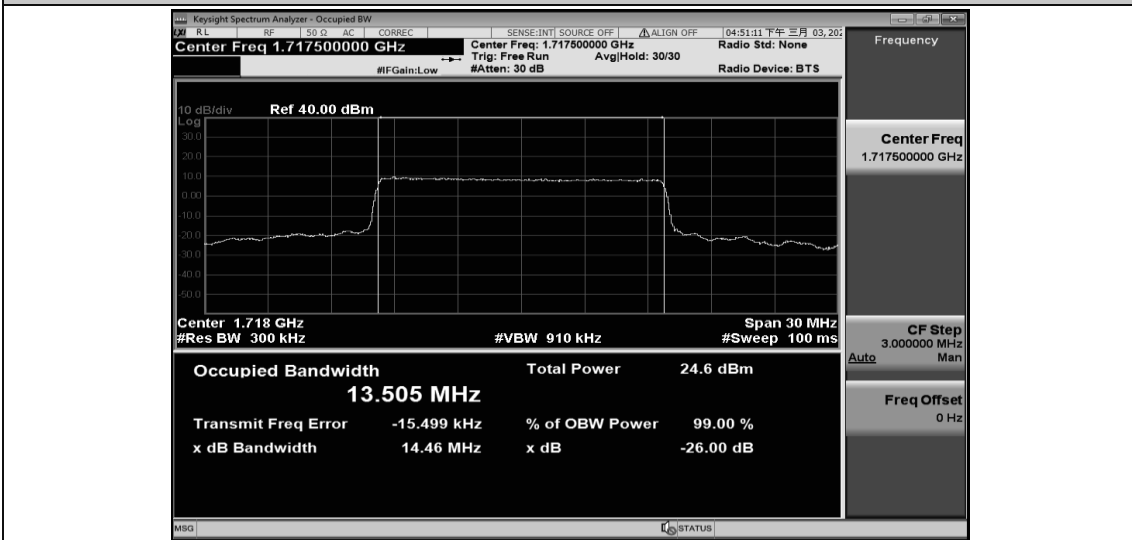 Keysight Spectrum Analyzer - Occupied BW
RL RF 50 Ω AC CORREC SENSE:INT SOURCE OFF ALIGN OFF 04:51:11 下午 三月 03, 202
Center Freq 1.717500000 GHz
Center Freq: 1.717500000 GHz Radio Std: None
Trig: Free Run Avg|Hold: 30/30
#IFGain:Low #Atten: 30 dB Radio Device: BTS
10 dB/div Ref 40.00 dBm
Log
30.0
20.0
10.0
0.00
-10.0
-20.0
-30.0
-40.0
-50.0
Center 1.718 GHz Span 30 MHz
#Res BW 300 kHz #VBW 910 kHz #Sweep 100 ms
Occupied Bandwidth Total Power 24.6 dBm
13.505 MHz
Transmit Freq Error -15.499 kHz % of OBW Power 99.00 %
x dB Bandwidth 14.46 MHz x dB -26.00 dB
MSG STATUS
Frequency
Center Freq
1.717500000 GHz
CF Step
3.000000 MHz
Auto Man
Freq Offset
0 Hz